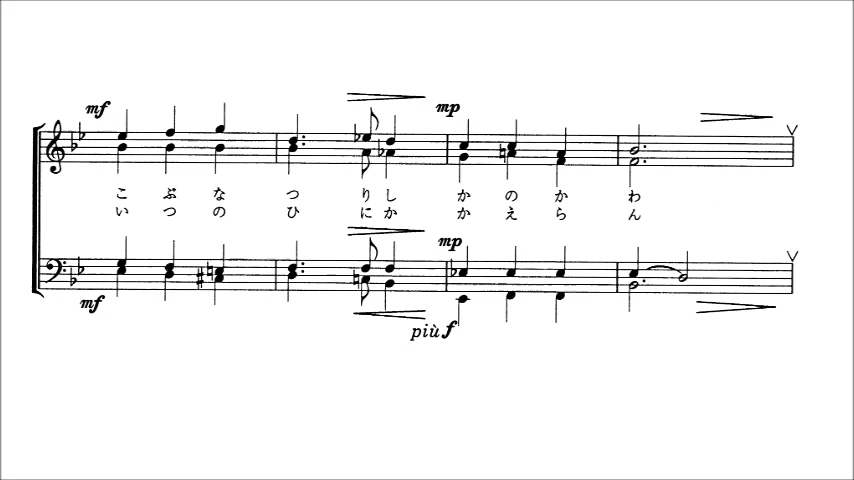 mf
mp
こ ぶ な つ り し か の か わ
い つ の ひ に か か え ら ん
mp
mf
più f